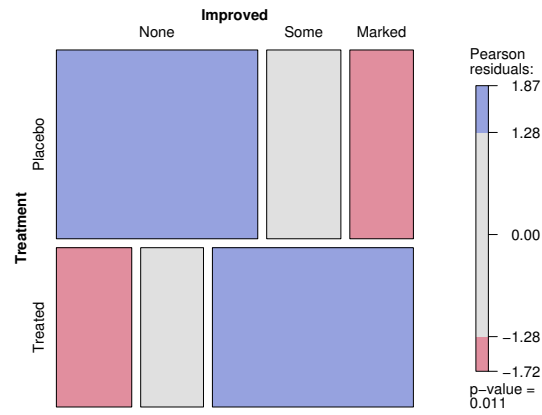 Improved
None Some Marked
Treatment
Placebo
Treated
Pearson
residuals:
1.87
1.28
0.00
−1.28
−1.72
p−value =
0.011